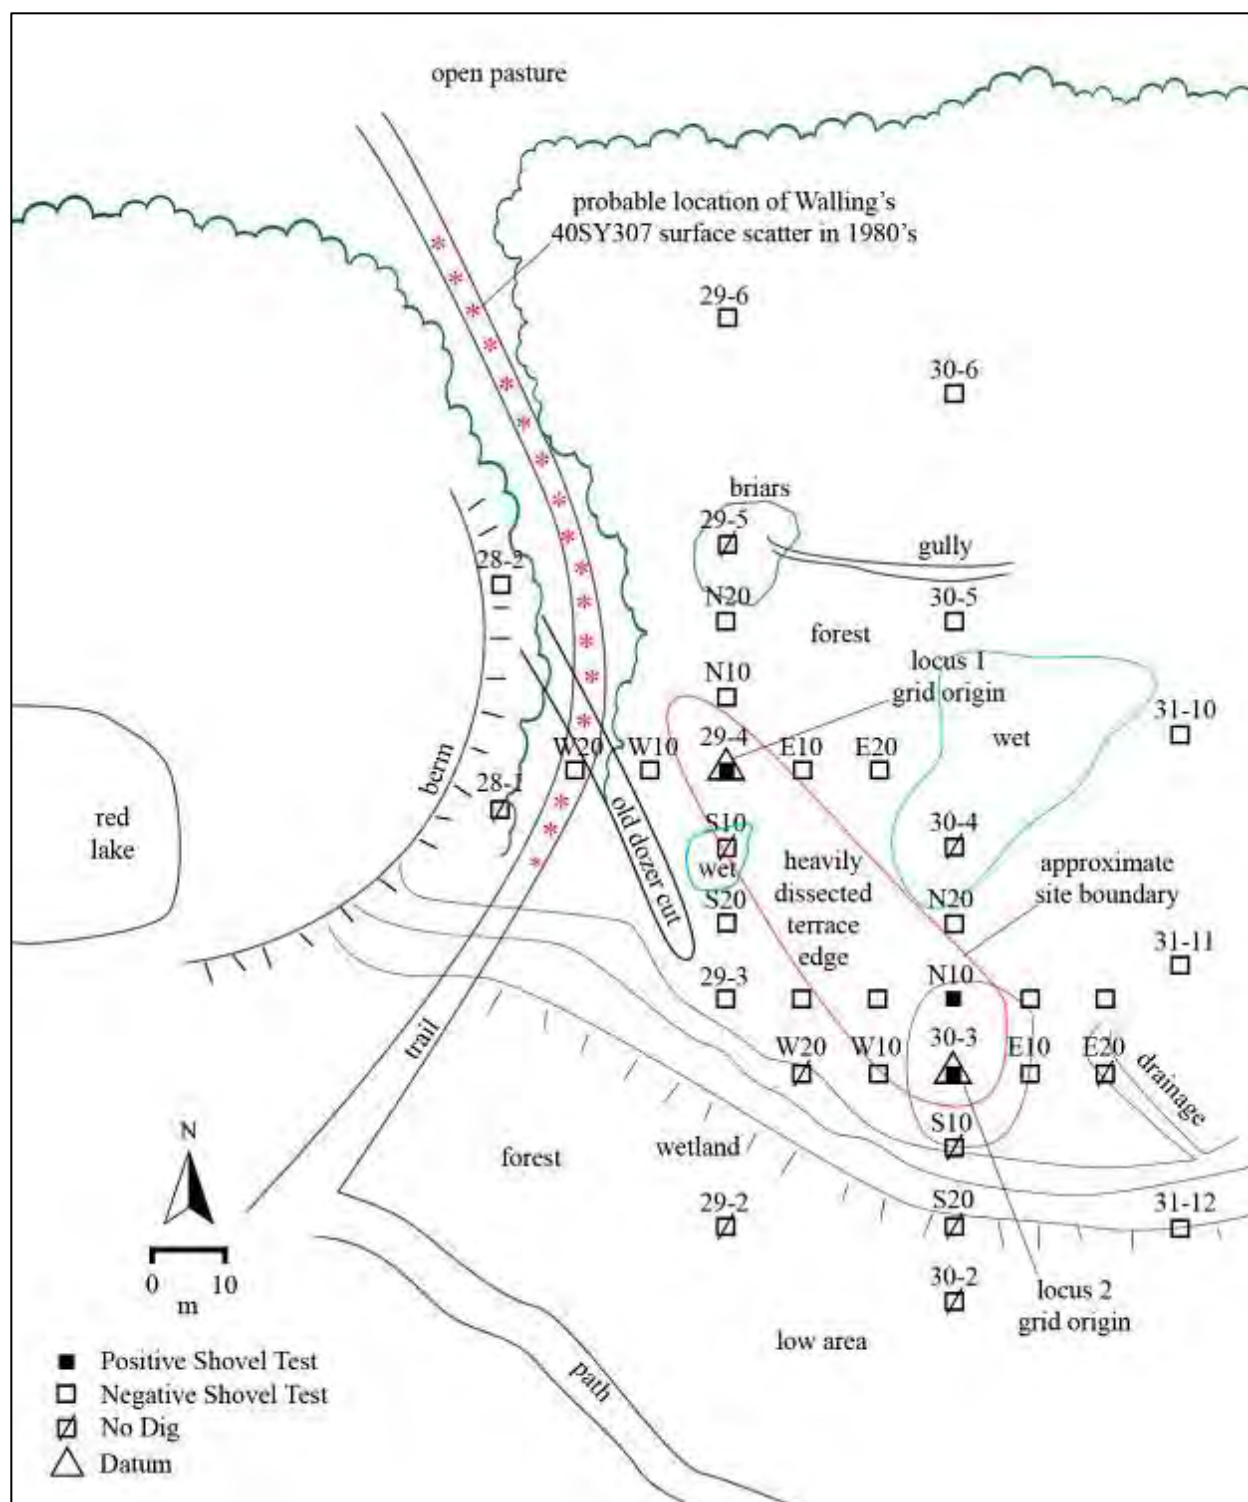 open pasture
probable location of Walling's
40SY307 surface scatter in 1980's
29-6
30-6
briars
29-5
gully
28-2
N20
30-5
forest
locus 1
grid origin
N10
29-4
31-10
wet
W20
W10
E10
E20
berm
28-1
red
lake
old dozer cut
S10
wet
30-4
heavily
dissected
terrace
edge
approximate
site boundary
S20
N20
31-11
29-3
N10
trail
W20
W10
30-3
E10
E20
drainage
S10
N
forest
wetland
29-2
S20
31-12
0 10
m
30-2
locus 2
grid origin
low area
path
Positive Shovel Test
Negative Shovel Test
No Dig
Datum